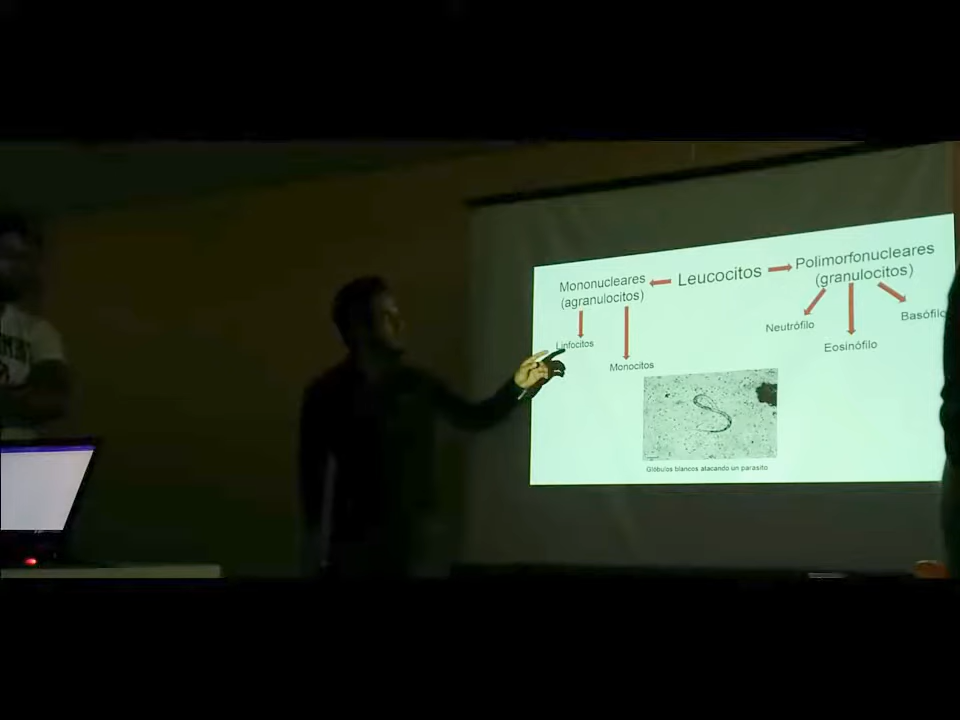 Leucocitos
Mononucleares
(agranulocitos)
Polimorfonucleares
(granulocitos)
Linfocitos
Monocitos
Neutrófilo
Eosinófilo
Basófilo
Glóbulos blancos atacando un parasito